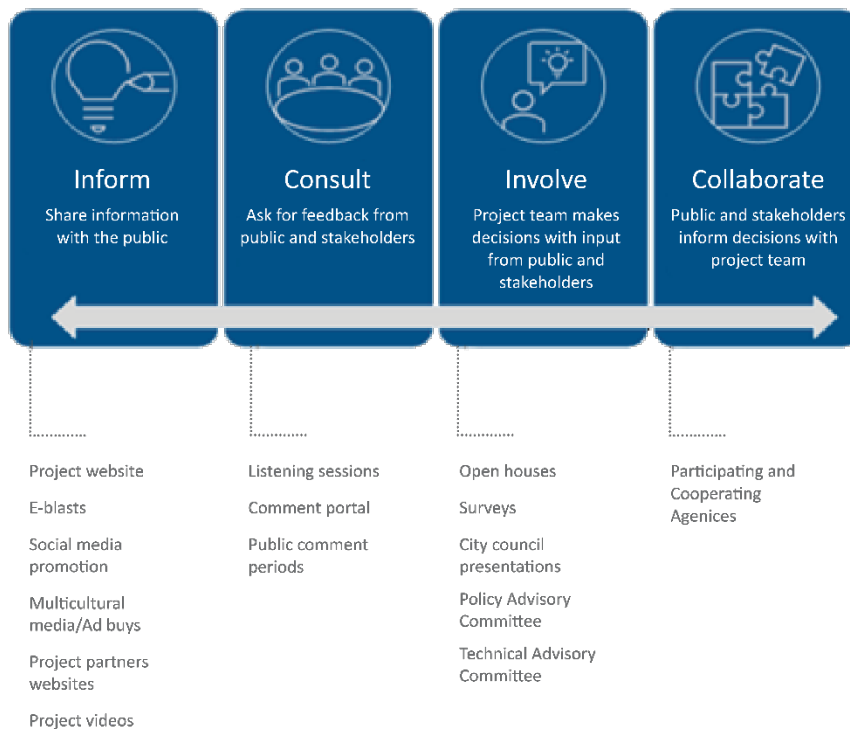 Inform
Share information
with the public
Consult
Ask for feedback from
public and stakeholders
Involve
Project team makes
decisions with input
from public and
stakeholders
Collaborate
Public and stakeholders
inform decisions with
project team
Project website
E-blasts
Social media
promotion
Multicultural
media/Ad buys
Project partners
websites
Project videos
Listening sessions
Comment portal
Public comment
periods
Open houses
Surveys
City council
presentations
Policy Advisory
Committee
Technical Advisory
Committee
Participating and
Cooperating
Agenices